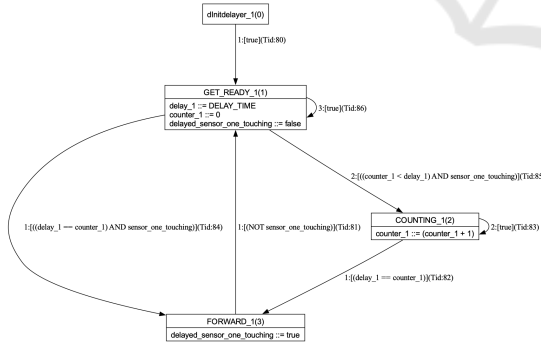 dInitdelayer_1(0)
1:[true](Tid:80)
GET_READY_1(1)
delay_1 ::= DELAY_TIME
counter_1 ::= 0
delayed_sensor_one_touching ::= false
3:[true](Tid:86)
2:[((counter_1 < delay_1) AND sensor_one_touching)](Tid:85
COUNTING_1(2)
counter_1 ::= (counter_1 + 1)
2:[true](Tid:83)
1:[((delay_1 == counter_1) AND sensor_one_touching)](Tid:84)
1:[(NOT sensor_one_touching)](Tid:81)
1:[(delay_1 == counter_1)](Tid:82)
FORWARD_1(3)
delayed_sensor_one_touching ::= true